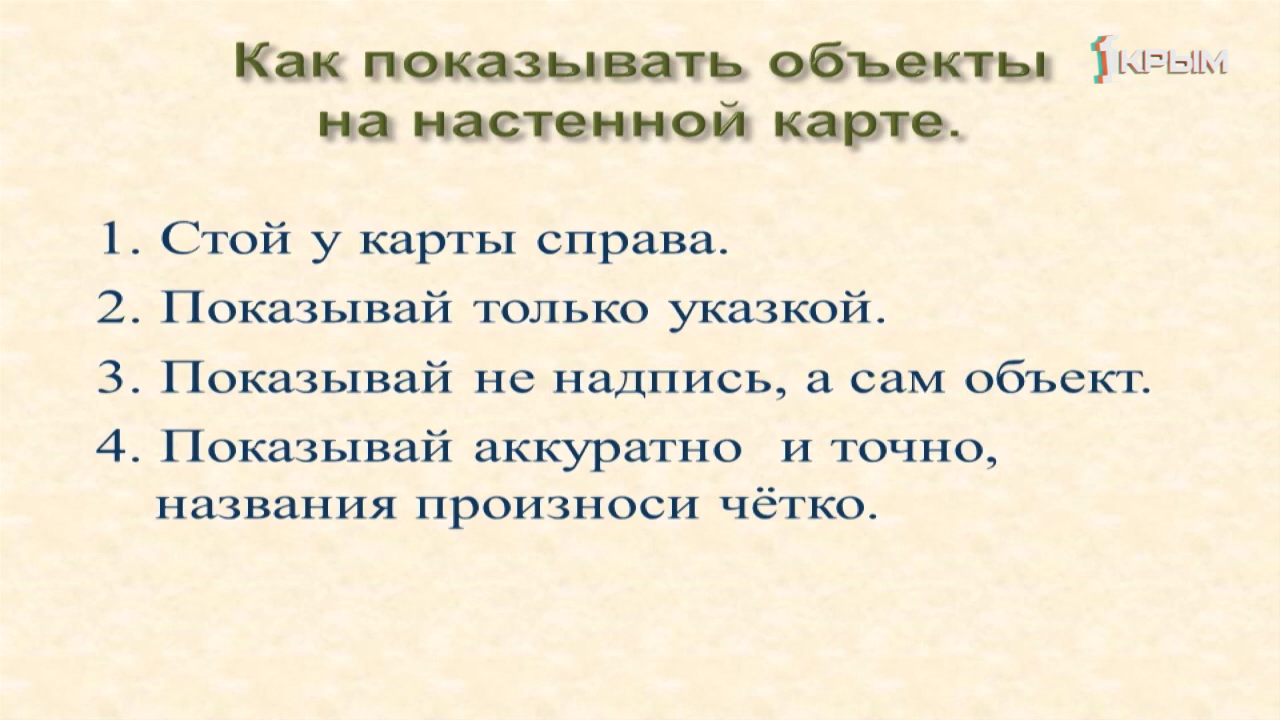 Как показывать объекты
1КРЫМ
на настенной карте.
1. Стой у карты справа.
2. Показывай только указкой.
3. Показывай не надпись, а сам объект.
4. Показывай аккуратно  и точно,
названия произноси чётко.